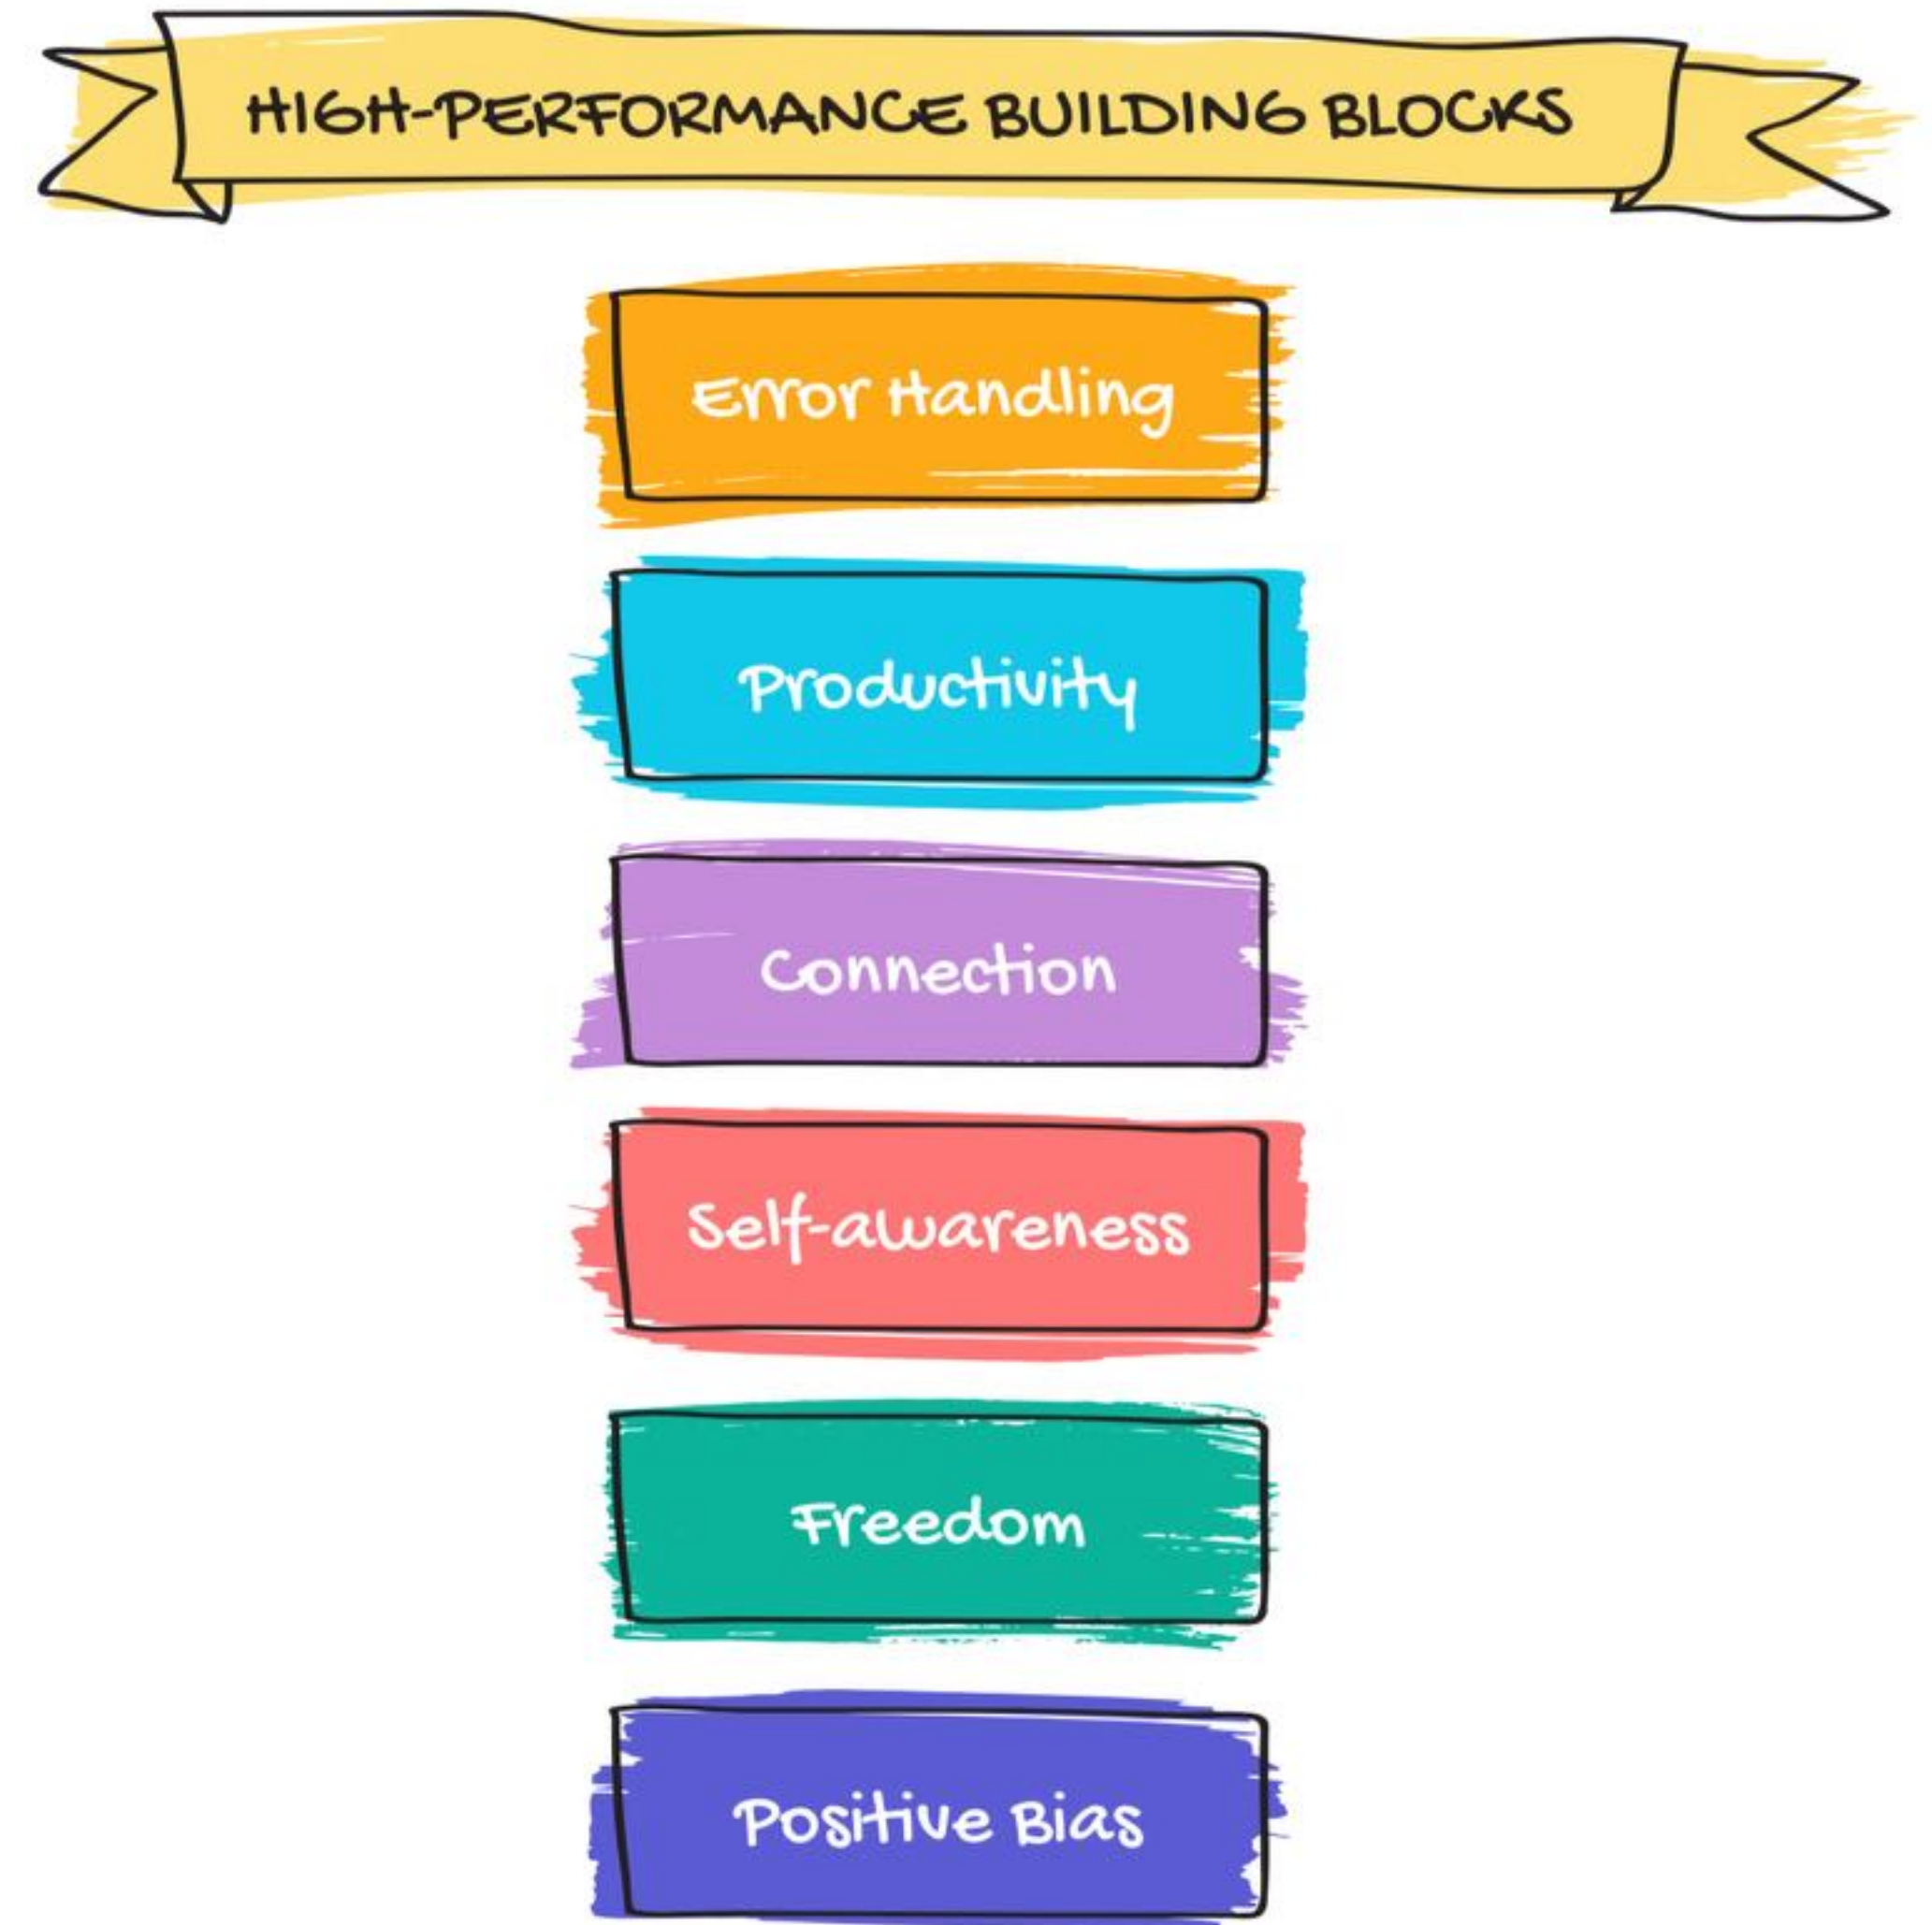 HIGH-PERFORMANCE BUILDING BLOCKS
Error Handling
Productivity
Connection
Self-awareness
Freedom
Positive Bias